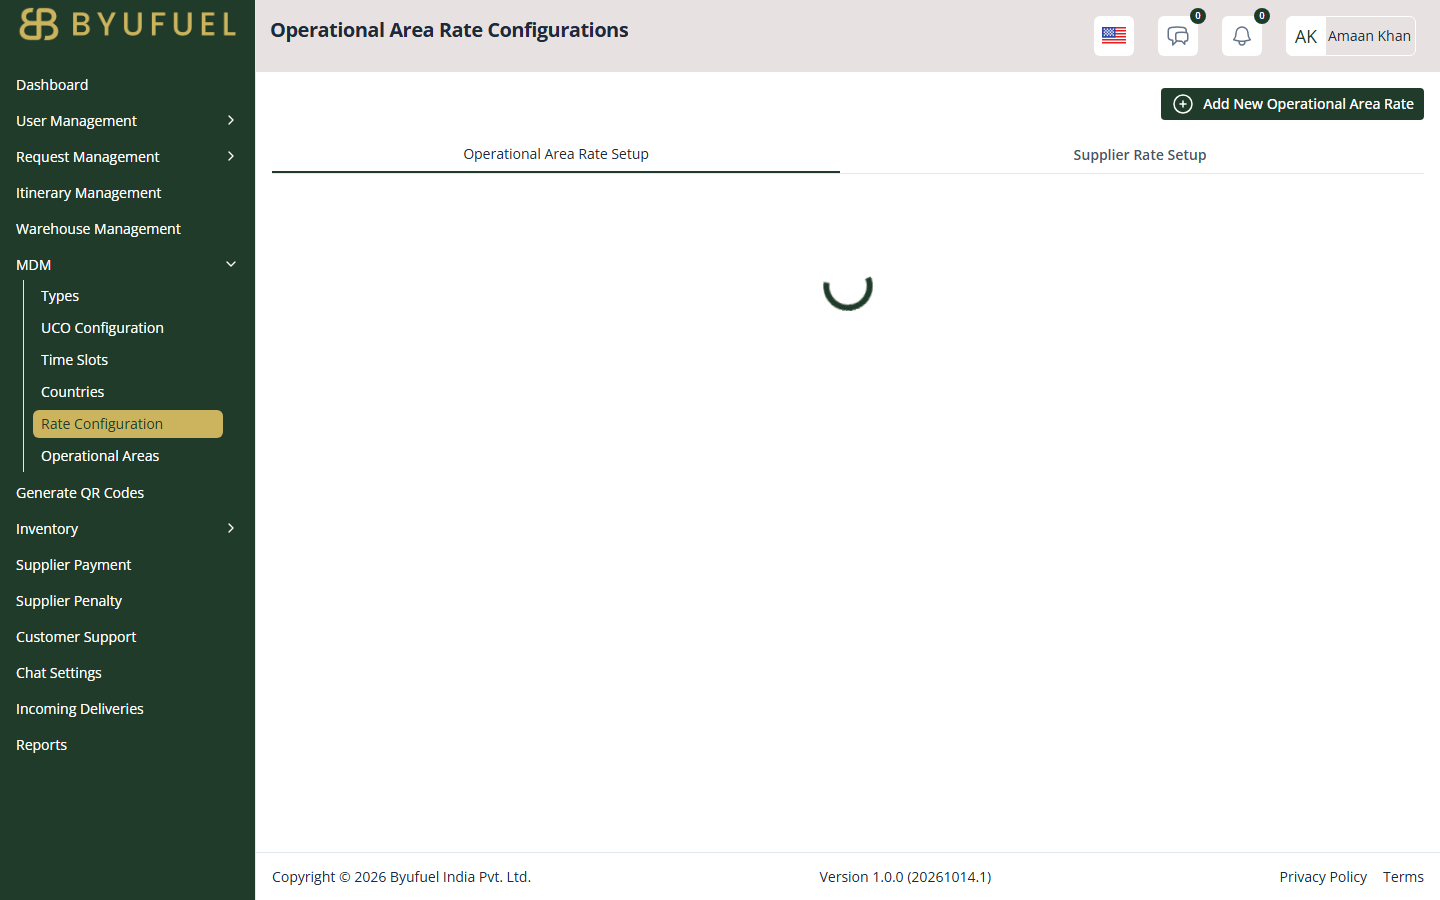 BYUFUEL
Dashboard
User Management
Request Management
Itinerary Management
Warehouse Management
MDM
Types
UCO Configuration
Time Slots
Countries
Rate Configuration
Operational Areas
Generate QR Codes
Inventory
Supplier Payment
Supplier Penalty
Customer Support
Chat Settings
Incoming Deliveries
Reports
Operational Area Rate Configurations
0
0
AK Amaan Khan
Add New Operational Area Rate
Operational Area Rate Setup
Supplier Rate Setup
Copyright © 2026 Byufuel India Pvt. Ltd.
Version 1.0.0 (20261014.1)
Privacy Policy
Terms